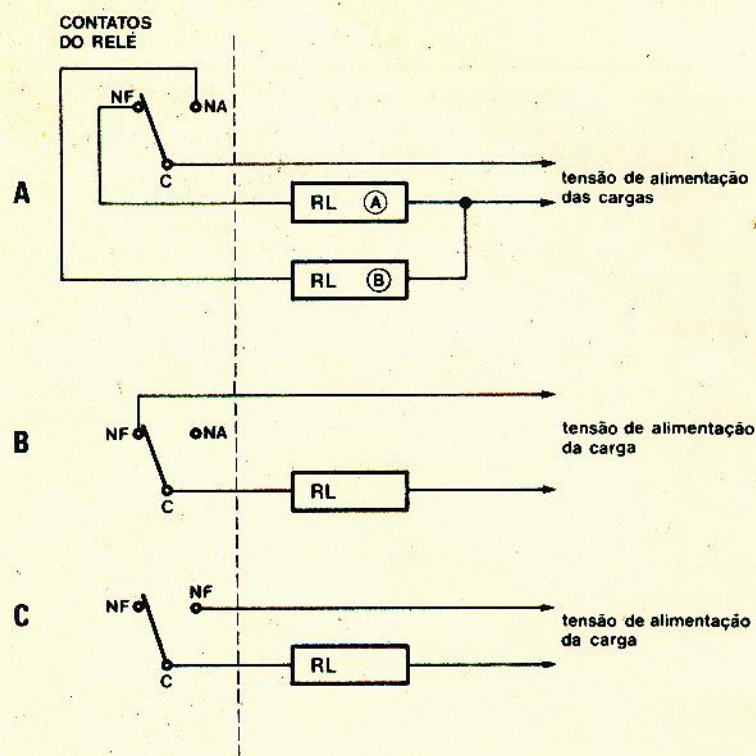 CONTATOS
DO RELÉ
NF
NA
C
A
RL A
RL B
tensão de alimentação
das cargas
B
NF
NA
C
RL
tensão de alimentação
da carga
C
NF
NF
C
RL
tensão de alimentação
da carga